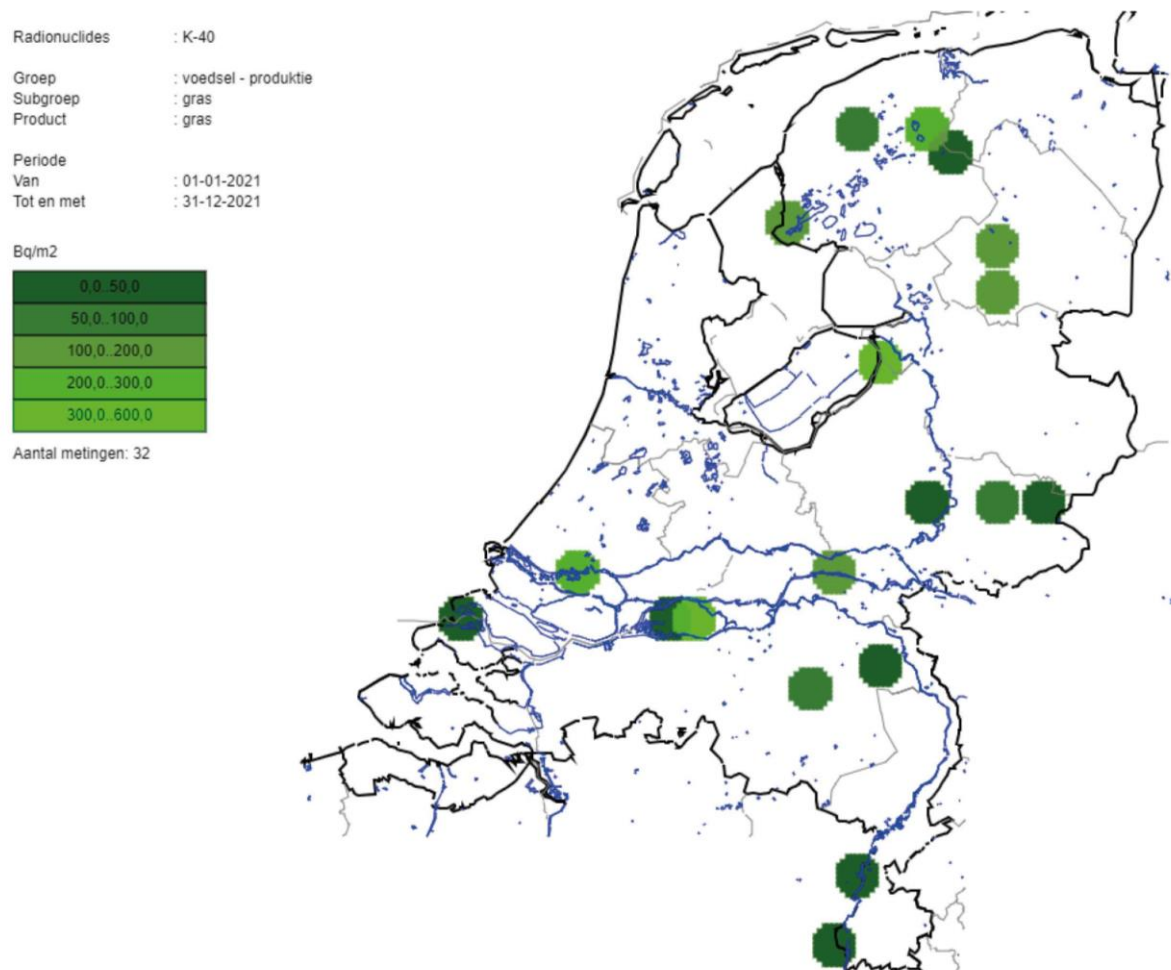 Radionuclides : K-40
Groep : voedsel - produktie
Subgroep : gras
Product : gras
Periode
Van : 01-01-2021
Tot en met : 31-12-2021
Bq/m2
0,0..50,0
50,0..100,0
100,0..200,0
200,0..300,0
300,0..600,0
Aantal metingen: 32